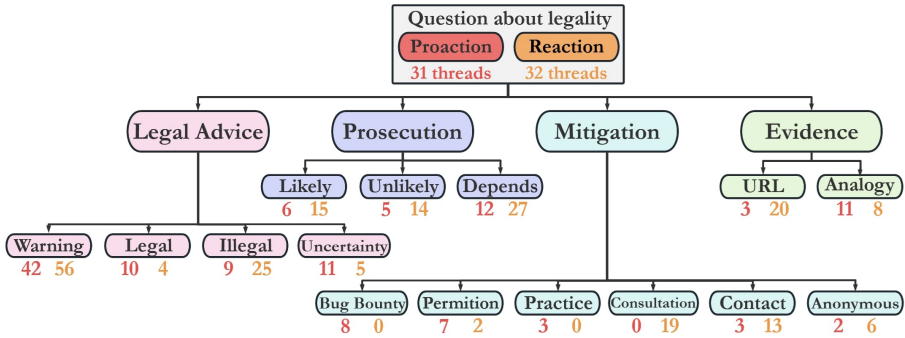 Question about legality
Proaction Reaction
31 threads 32 threads
Legal Advice Prosecution Mitigation Evidence
Likely Unlikely Depends URL Analogy
6 15 5 14 12 27 3 20 11 8
Warning Legal Illegal Uncertainty
42 56 10 4 9 25 11 5
Bug Bounty Permition Practice Consultation Contact Anonymous
8 0 7 2 3 0 0 19 3 13 2 6